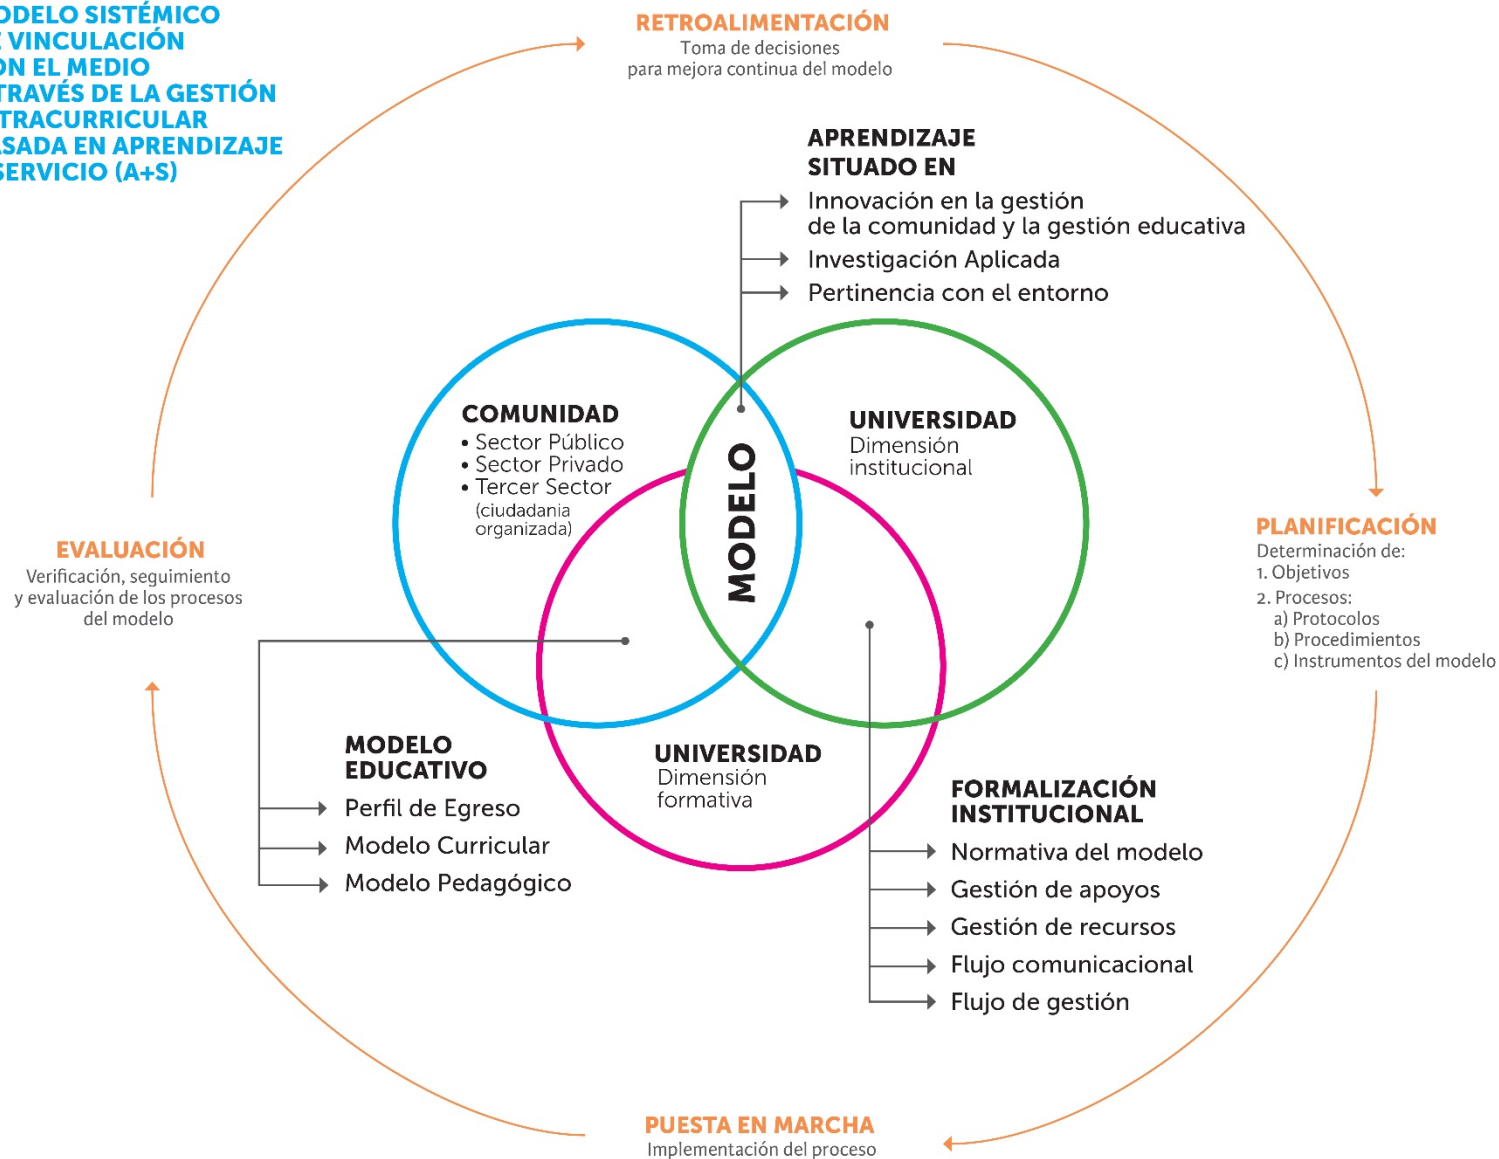 ODELO SISTÉMICO
E VINCULACIÓN
ON EL MEDIO
TRAVÉS DE LA GESTIÓN
TRACURRICULAR
ASADA EN APRENDIZAJE
SERVICIO (A+S)
RETROALIMENTACIÓN
Toma de decisiones
para mejora continua del modelo
APRENDIZAJE
SITUADO EN
Innovación en la gestión
de la comunidad y la gestión educativa
Investigación Aplicada
Pertinencia con el entorno
COMUNIDAD
• Sector Público
• Sector Privado
• Tercer Sector
(ciudadania
organizada)
UNIVERSIDAD
Dimensión
institucional
MODELO
EVALUACIÓN
Verificación, seguimiento
y evaluación de los procesos
del modelo
PLANIFICACIÓN
Determinación de:
1. Objetivos
2. Procesos:
a) Protocolos
b) Procedimientos
c) Instrumentos del modelo
MODELO
EDUCATIVO
Perfil de Egreso
Modelo Curricular
Modelo Pedagógico
UNIVERSIDAD
Dimensión
formativa
FORMALIZACIÓN
INSTITUCIONAL
Normativa del modelo
Gestión de apoyos
Gestión de recursos
Flujo comunicacional
Flujo de gestión
PUESTA EN MARCHA
Implementación del proceso